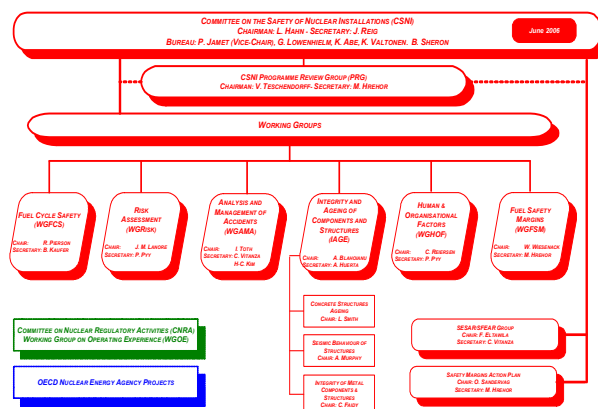 COMMITTEE ON THE SAFETY OF NUCLEAR INSTALLATIONS (CSNI)
CHAIRMAN: L. HAHN - SECRETARY: J. REIG
BUREAU: P. JAMET (VICE-CHAIR), G. LOWENHIELM, K. ABE, K. VALTONEN. B. SHERON
June 2006
CSNI PROGRAMME REVIEW GROUP (PRG)
CHAIRMAN: V. TESCHENDORFF- SECRETARY: M. HREHOR
WORKING GROUPS
FUEL CYCLE SAFETY
(WGFCS)
CHAIR: R. PIERSON
SECRETARY: B. KAUFER
RISK
ASSESSMENT
(WGRISK)
CHAIR: J. M. LANORE
SECRETARY: P. PYY
ANALYSIS AND
MANAGEMENT OF
ACCIDENTS
(WGAMA)
CHAIR: I. TOTH
SECRETARY: C. VITANZA
H-C. KIM
INTEGRITY AND
AGEING OF
COMPONENTS AND
STRUCTURES
(IAGE)
CHAIR: A. BLAHOIANU
SECRETARY: A. HUERTA
HUMAN &
ORGANISATIONAL
FACTORS
(WGHOF)
CHAIR: C. REIERSEN
SECRETARY: P. PYY
FUEL SAFETY
MARGINS
(WGFSM)
CHAIR: W. WIESENACK
SECRETARY: M. HREHOR
CONCRETE STRUCTURES
AGEING
CHAIR: L. SMITH
SEISMIC BEHAVIOUR OF
STRUCTURES
CHAIR: A. MURPHY
INTEGRITY OF METAL
COMPONENTS &
STRUCTURES
CHAIR: C. FAIDY
COMMITTEE ON NUCLEAR REGULATORY ACTIVITIES (CNRA)
WORKING GROUP ON OPERATING EXPERIENCE (WGOE)
OECD NUCLEAR ENERGY AGENCY PROJECTS
SESAR/SFEAR GROUP
CHAIR: F. ELTAWILA
SECRETARY: C. VITANZA
SAFETY MARGINS ACTION PLAN
CHAIR: O. SANDERVAG
SECRETARY: M. HREHOR